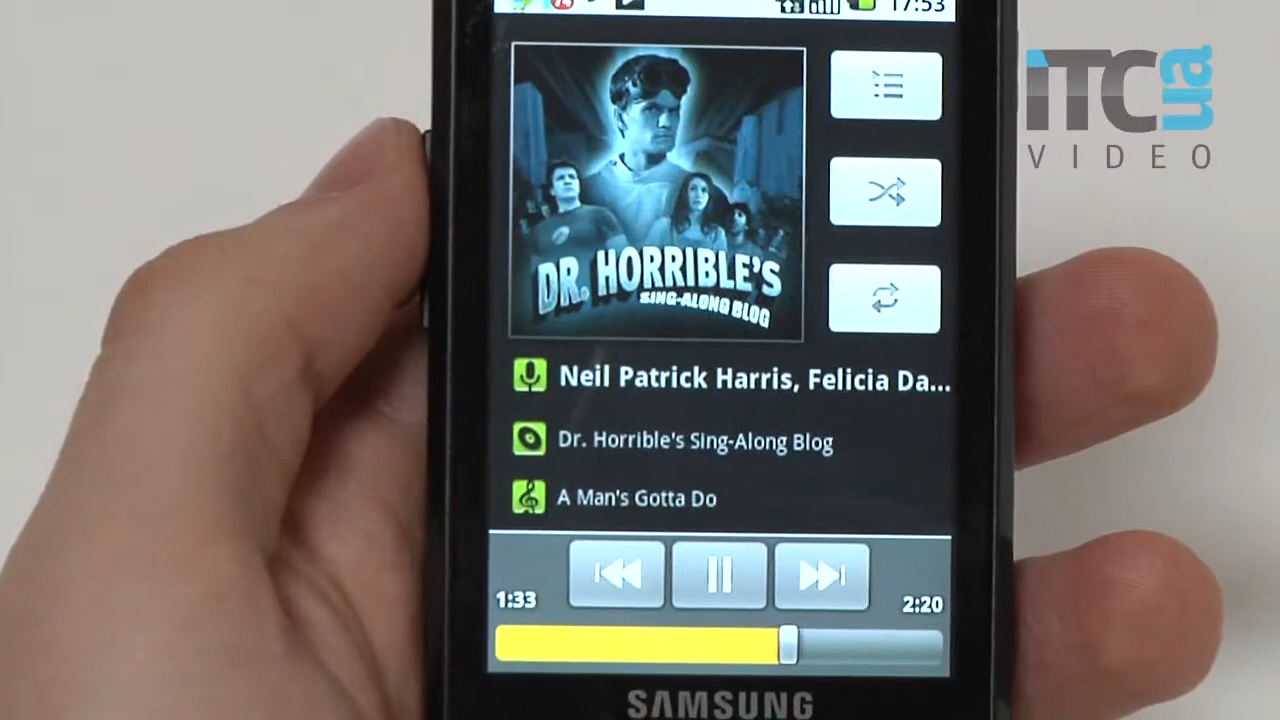 17:53
iTC ua
VIDEO
DR. HORRIBLE'S
SING-ALONG BLOG
Neil Patrick Harris, Felicia Da...
Dr. Horrible's Sing-Along Blog
A Man's Gotta Do
1:33
2:20
SAMSUNG